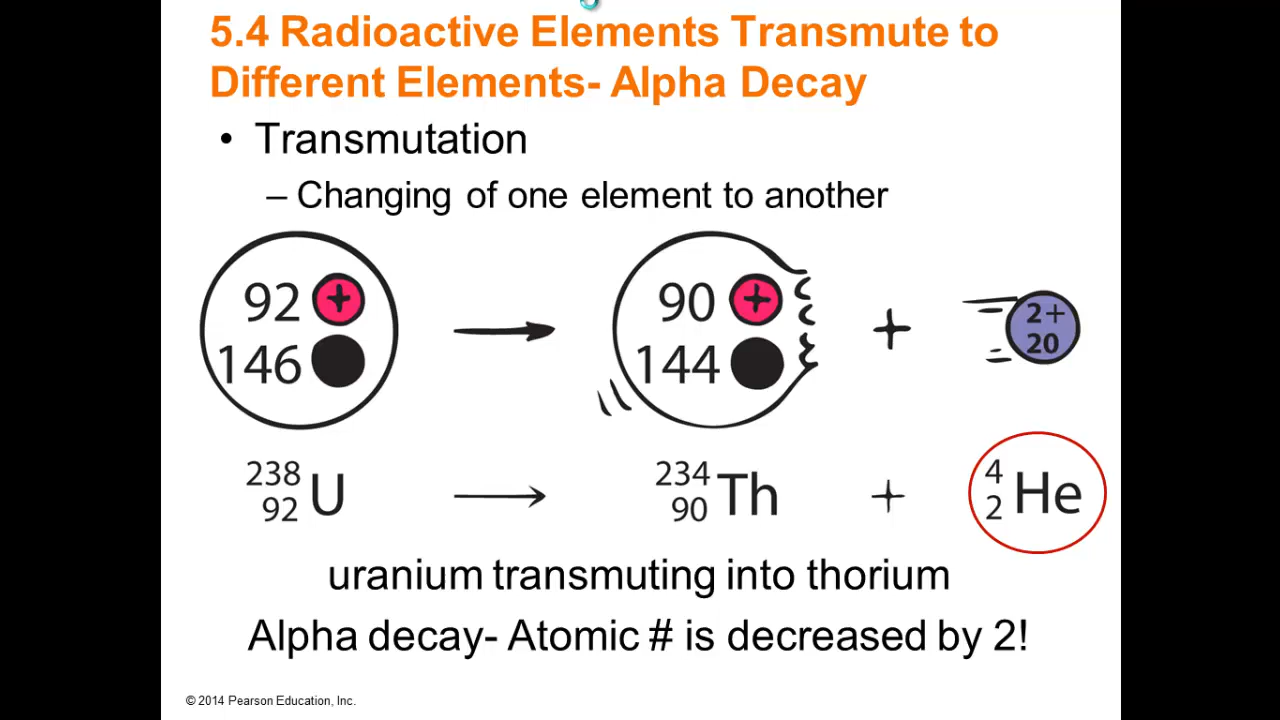 5.4 Radioactive Elements Transmute to
Different Elements- Alpha Decay
• Transmutation
– Changing of one element to another
92 + → 90 + + 2+
146 144 20
238 234 4
92 U → 90 Th + 2 He
uranium transmuting into thorium
Alpha decay- Atomic # is decreased by 2!
© 2014 Pearson Education, Inc.